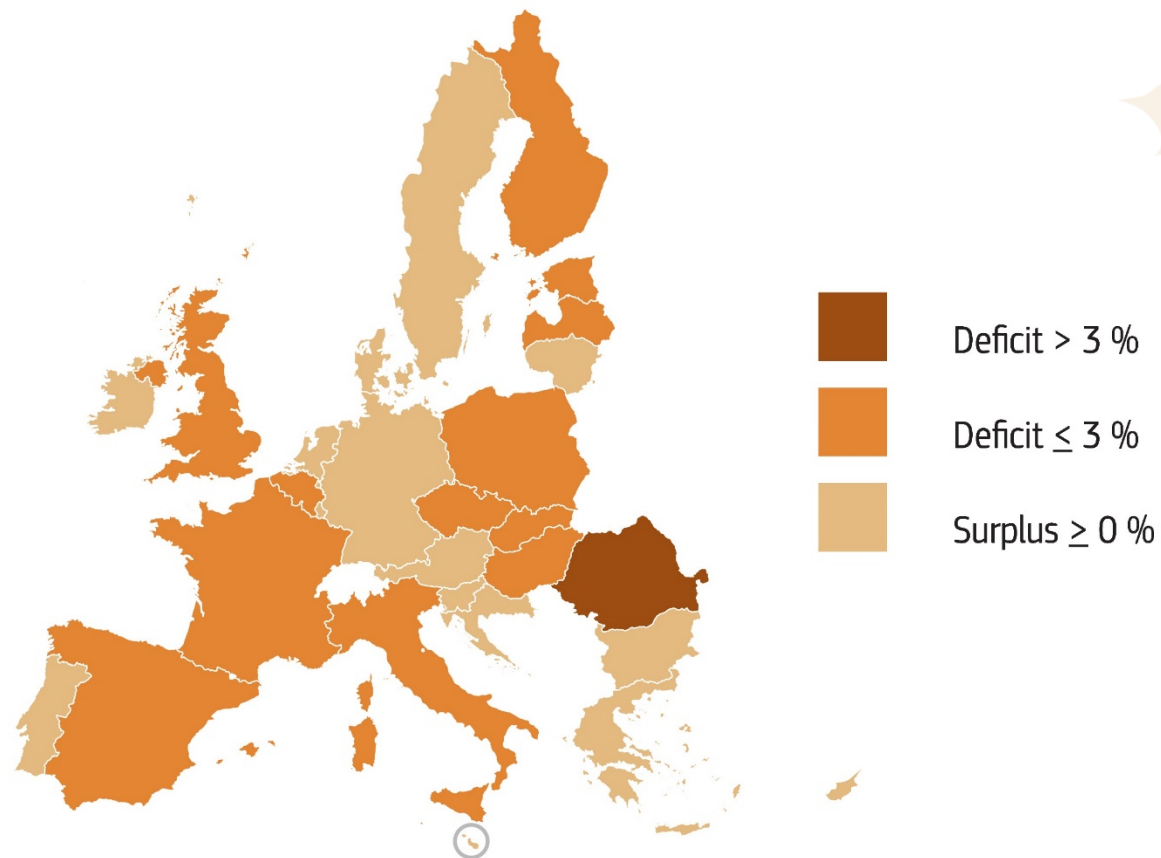 Deficit > 3 %
Deficit ≤ 3 %
Surplus ≥ 0 %